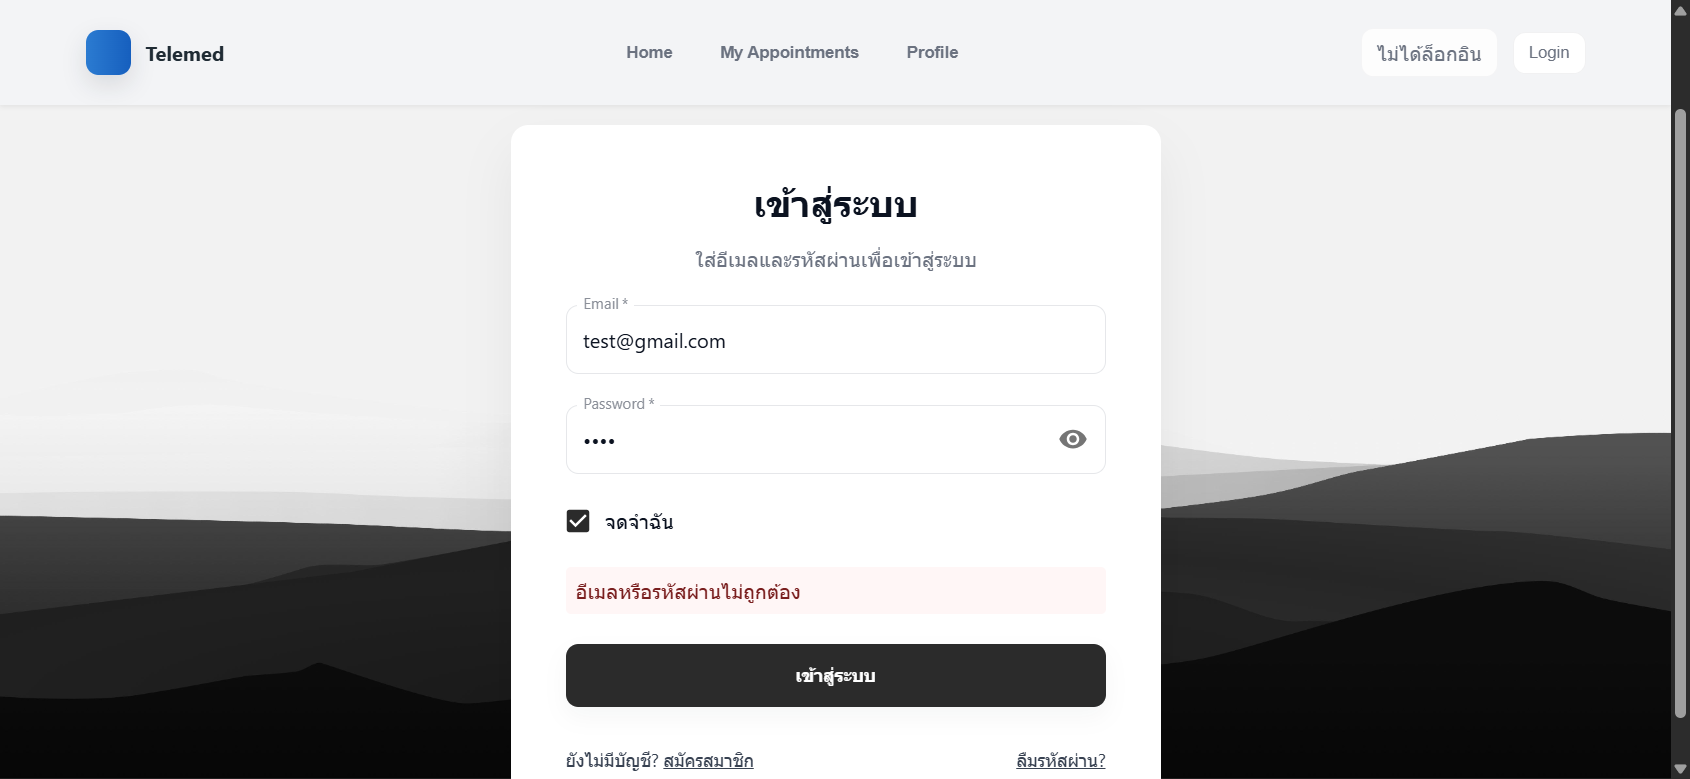 Telemed
Home
My Appointments
Profile
ไม่ได้ล็อกอิน
Login
เข้าสู่ระบบ
ใส่อีเมลและรหัสผ่านเพื่อเข้าสู่ระบบ
Email *
test@gmail.com
Password *
••••
จดจำฉัน
อีเมลหรือรหัสผ่านไม่ถูกต้อง
เข้าสู่ระบบ
ยังไม่มีบัญชี? สมัครสมาชิก
ลืมรหัสผ่าน?